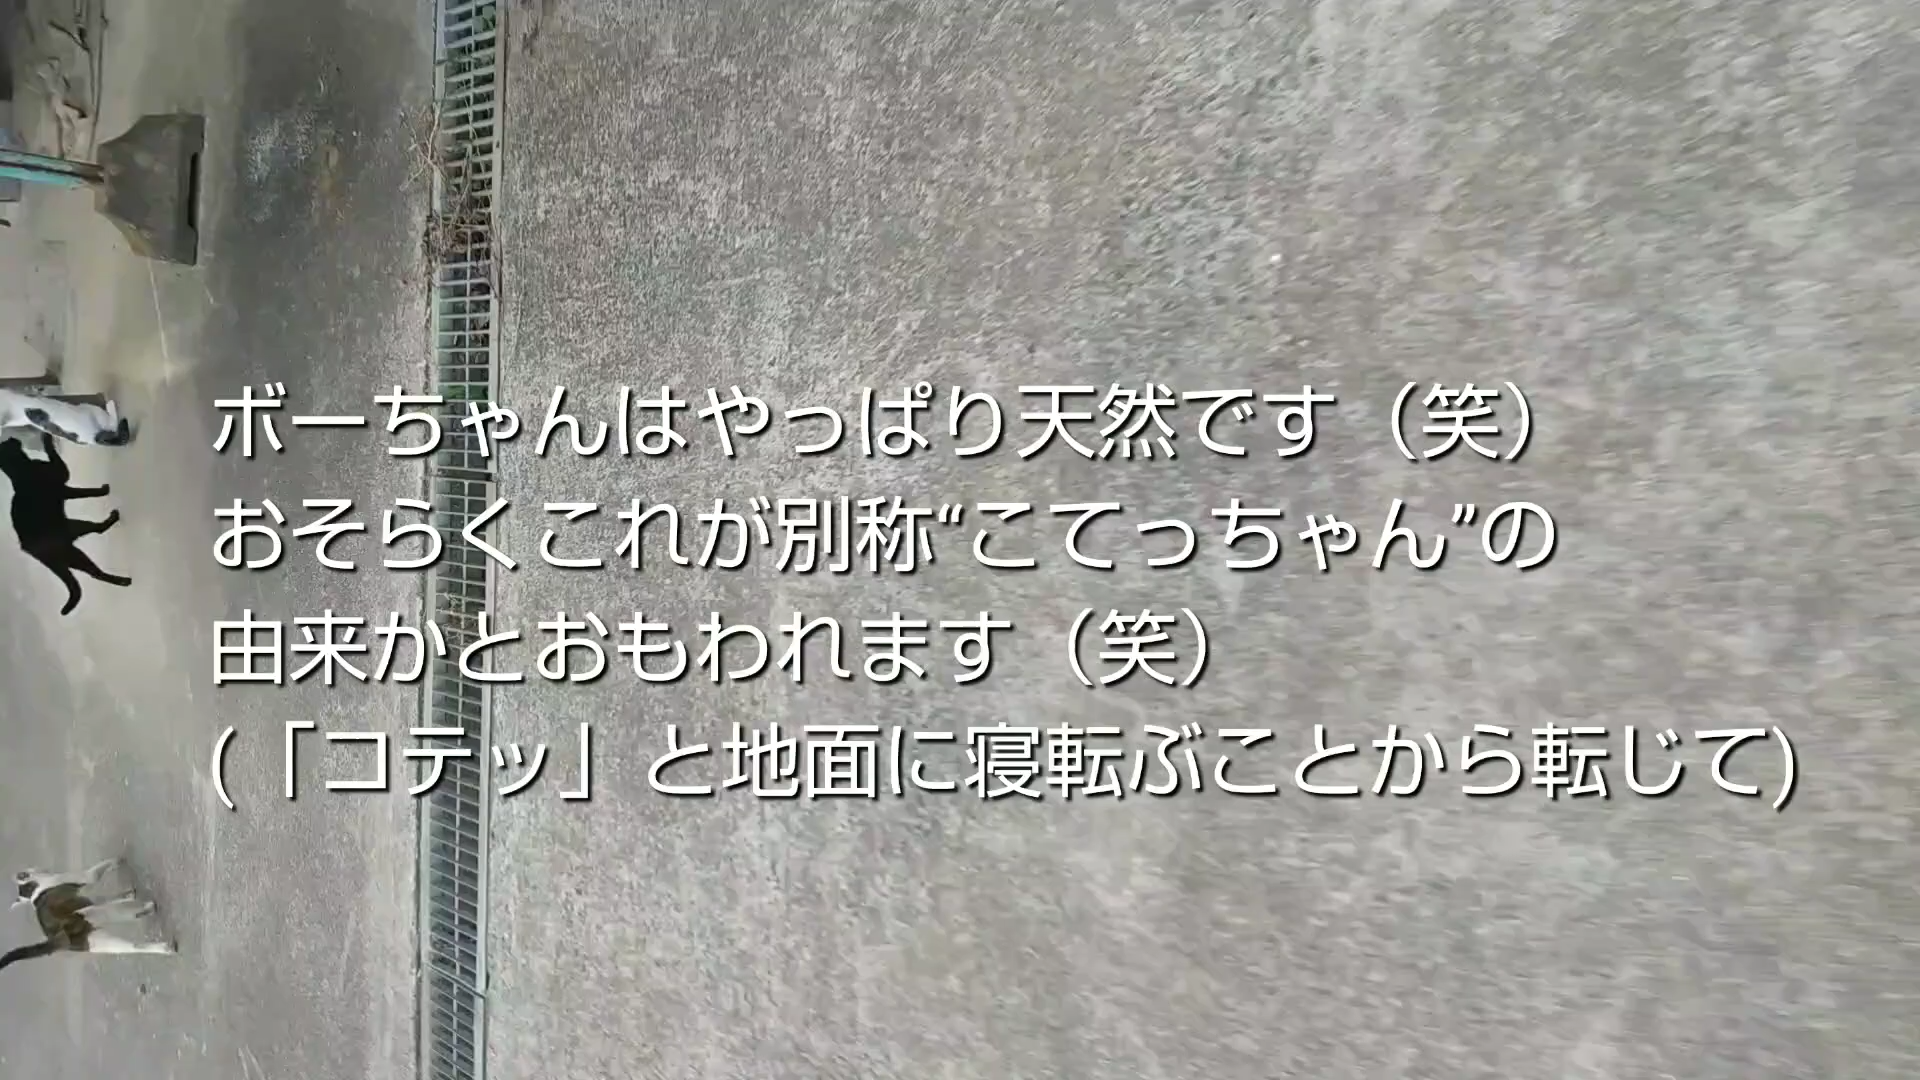 ボーちゃんはやっぱり天然です（笑）
おそらくこれが別称“こてっちゃん”の
由来かとおもわれます（笑）
(「コテッ」と地面に寝転ぶことから転じて)